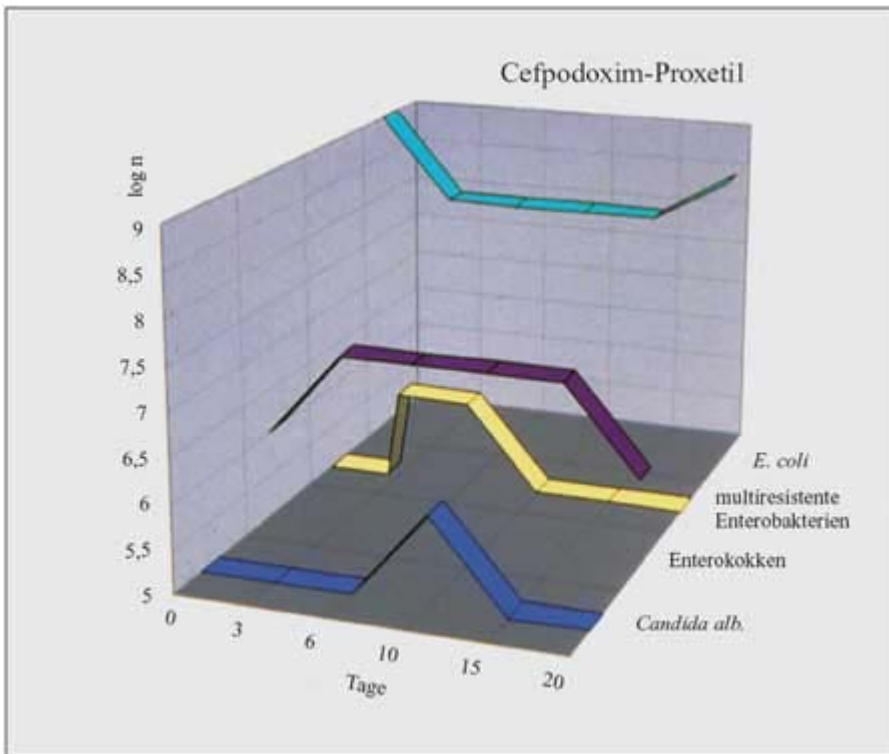 Cefpodoxim-Proxetil
log n
9
8,5
8
7,5
7
6,5
6
5,5
5
0
3
6
10
15
20
Tage
E. coli
multiresistente
Enterobakterien
Enterokokken
Candida alb.